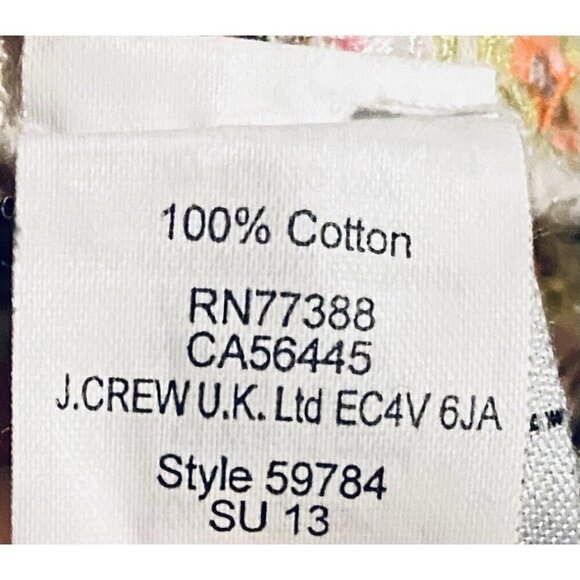 100% Cotton
RN77388
CA56445
J.CREW U.K. Ltd EC4V 6JA
Style 59784
SU 13